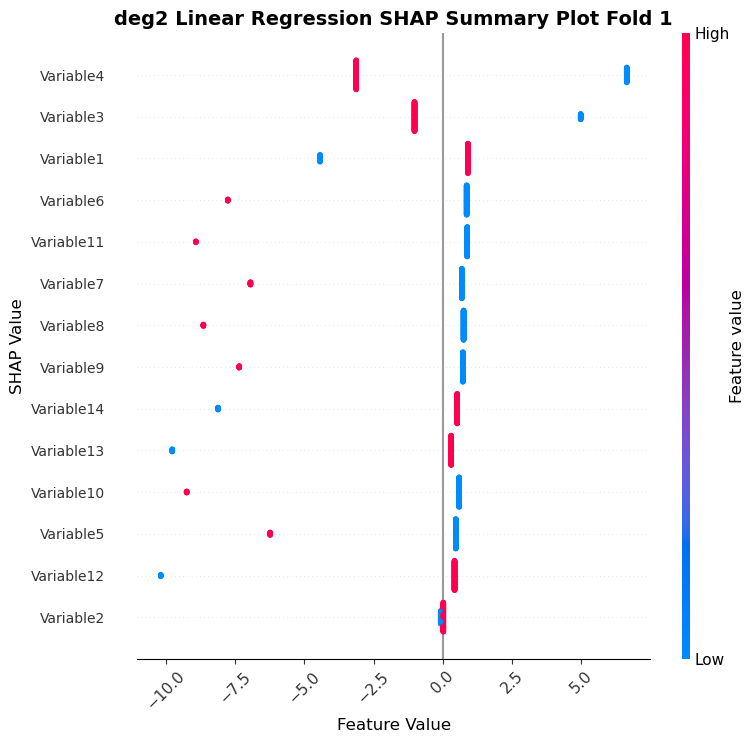 deg2 Linear Regression SHAP Summary Plot Fold 1
High
Variable4
Variable3
Variable1
Variable6
Variable11
Variable7
Variable8
Variable9
Variable14
Variable13
Variable10
Variable5
Variable12
Variable2
SHAP Value
Feature value
Low
−10.0 −7.5 −5.0 −2.5 0.0 2.5 5.0
Feature Value